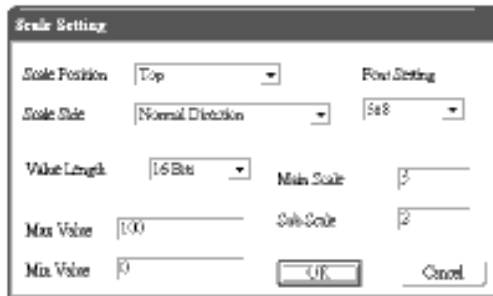 Scale Setting
Scale Position Top Font Setting
Scale Side Normal Direction 5x8
Value Length 16 Bits Main Scale 5
Max Value 100 Sub-Scale 2
Min Value 0 OK Cancel